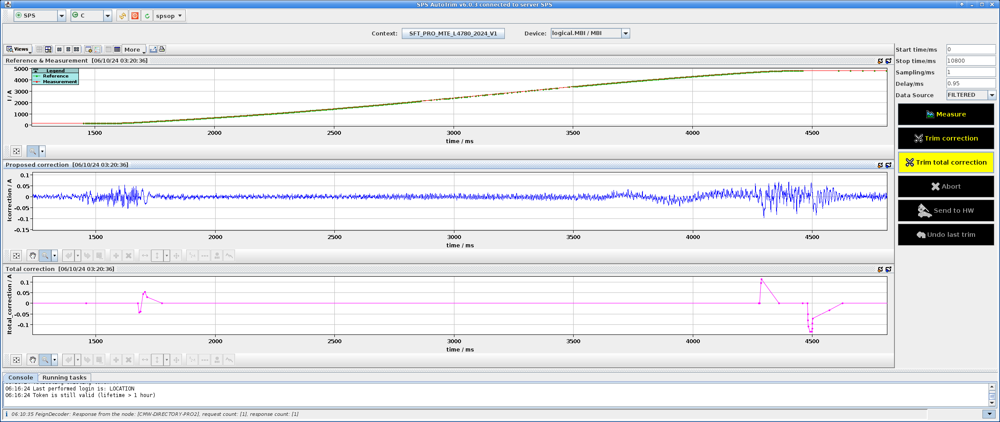 SPS AutoTrim v6.0.3 connected to server SPS
SPS
C
spsop
Context:
SFT_PRO_MTE_L4780_2024_V1
Device:
logical.MBI / MBI
Views
More
Reference & Measurement [06/10/24 03:20:36]
Legend
Reference
Measurement
I / A
5000
4000
3000
2000
1000
0
1500 2000 2500 3000 3500 4000 4500
time / ms
Proposed correction [06/10/24 03:20:36]
Icorrection / A
0.1
0.05
0
-0.05
-0.1
-0.15
1500 2000 2500 3000 3500 4000 4500
time / ms
Total correction [06/10/24 03:20:36]
Itotal_correction / A
0.1
0.05
0
-0.05
-0.1
1500 2000 2500 3000 3500 4000 4500
time / ms
Start time/ms 0
Stop time/ms 10800
Sampling/ms 1
Delay/ms 0.95
Data Source FILTERED
Measure
Trim correction
Trim total correction
Abort
Send to HW
Undo last trim
Console
Running tasks
06:16:24 Last performed login is: LOCATION
06:16:24 Token is still valid (lifetime > 1 hour)
06:10:35 FeignDecoder: Response from the node: [CMW-DIRECTORY-PRO2], request count: [1], response count: [1]